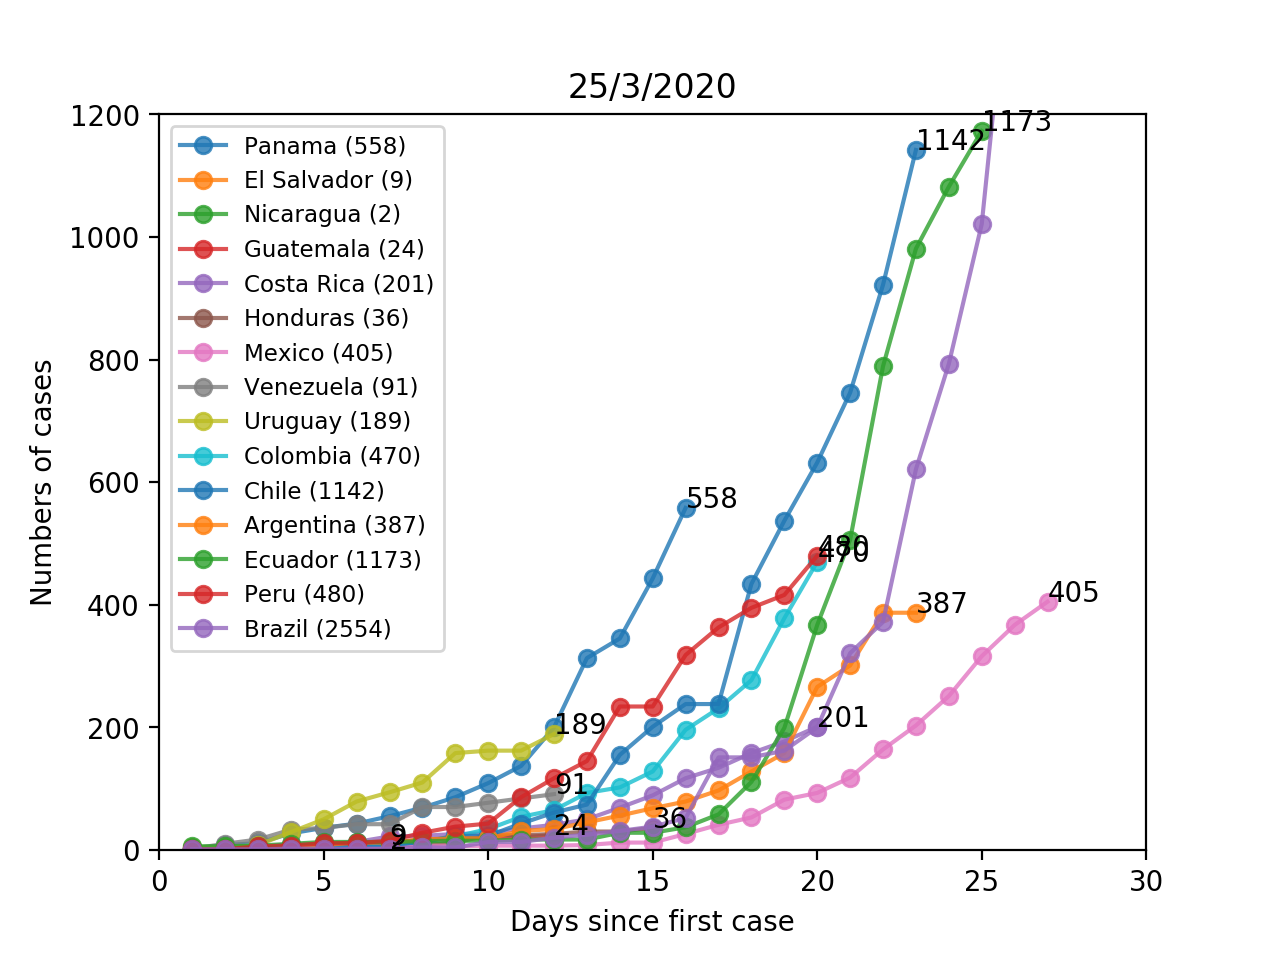 25/3/2020
Numbers of cases
1200
1000
800
600
400
200
0
Panama (558)
El Salvador (9)
Nicaragua (2)
Guatemala (24)
Costa Rica (201)
Honduras (36)
Mexico (405)
Venezuela (91)
Uruguay (189)
Colombia (470)
Chile (1142)
Argentina (387)
Ecuador (1173)
Peru (480)
Brazil (2554)
1173
1142
558
480
470
405
387
201
189
91
36
24
9
2
0 5 10 15 20 25 30
Days since first case